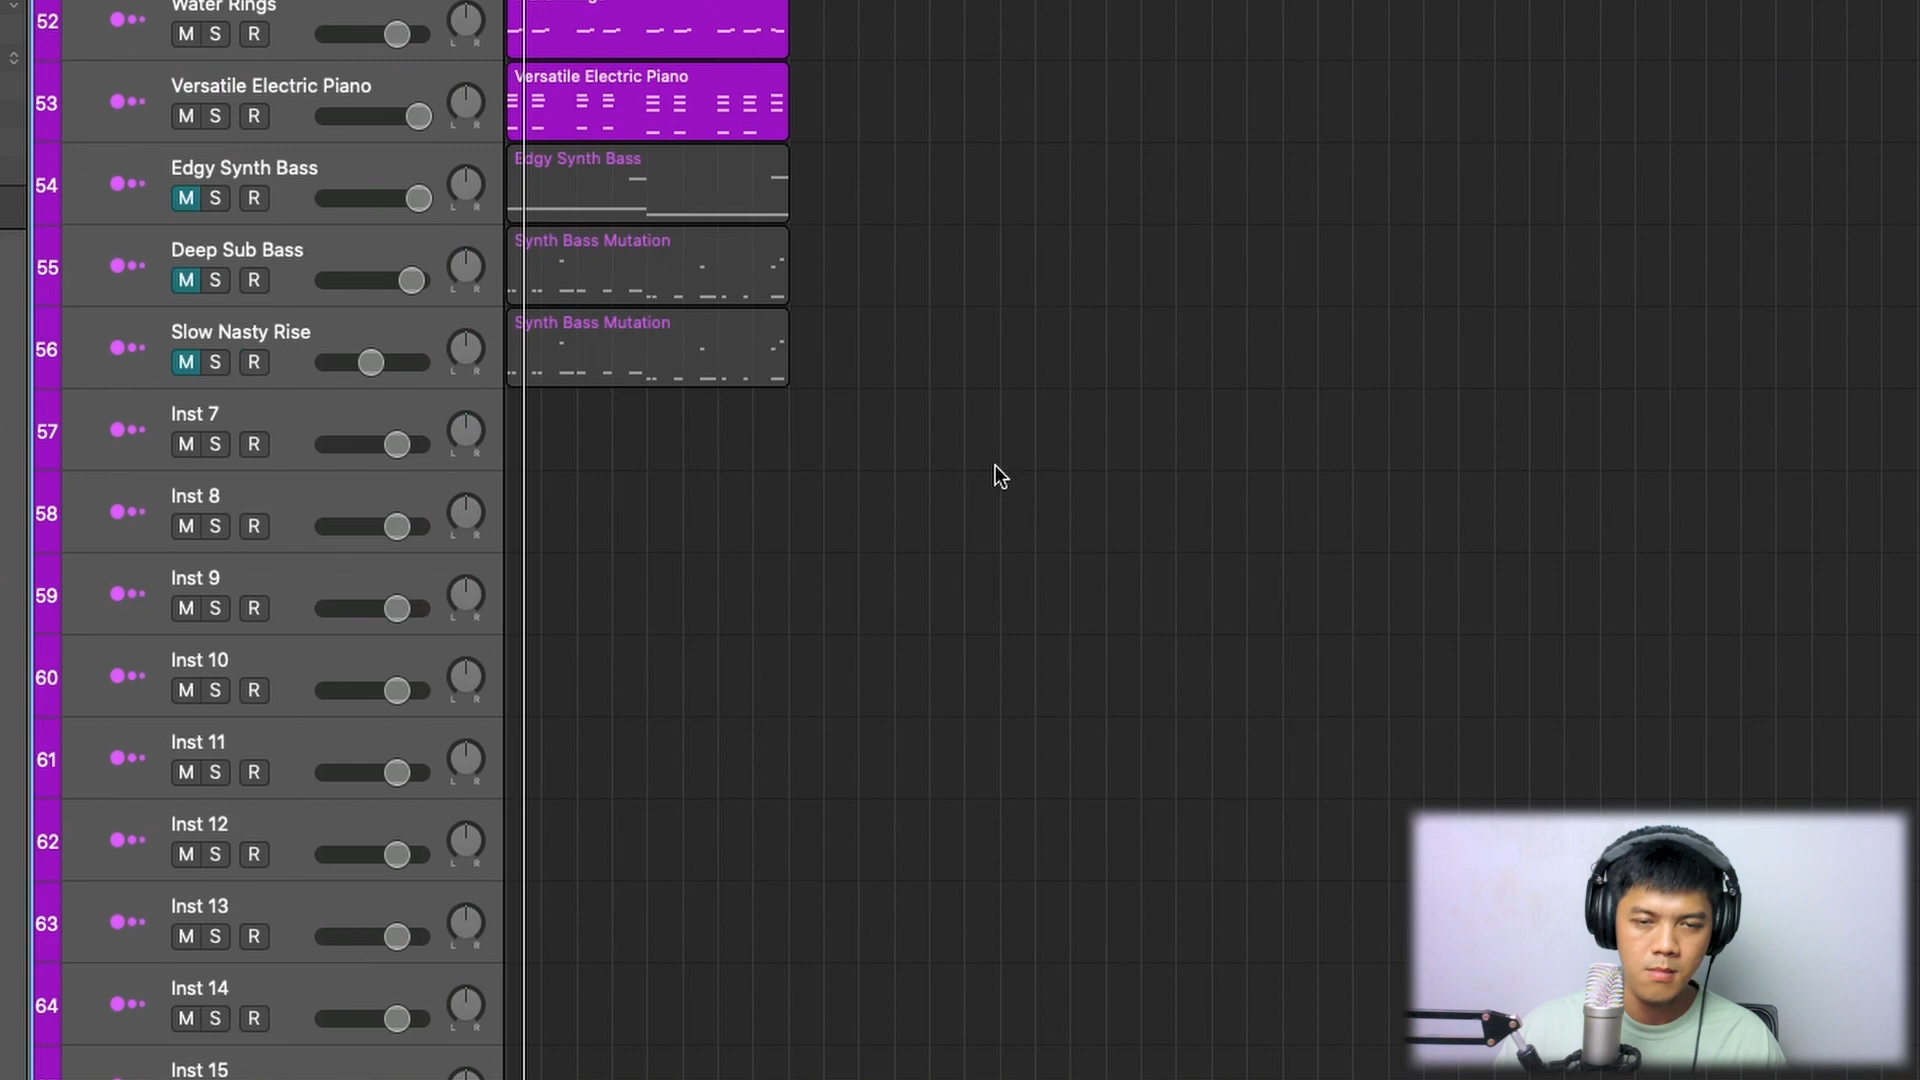 52
Water Rings
M S R
L R
53
Versatile Electric Piano
M S R
L R
Versatile Electric Piano
54
Edgy Synth Bass
M S R
L R
Edgy Synth Bass
55
Deep Sub Bass
M S R
L R
Synth Bass Mutation
56
Slow Nasty Rise
M S R
L R
Synth Bass Mutation
57
Inst 7
M S R
L R
58
Inst 8
M S R
L R
59
Inst 9
M S R
L R
60
Inst 10
M S R
L R
61
Inst 11
M S R
L R
62
Inst 12
M S R
L R
63
Inst 13
M S R
L R
64
Inst 14
M S R
L R
Inst 15